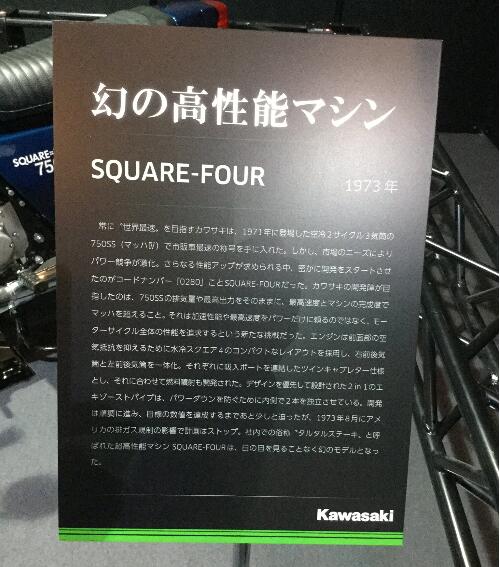 SQUARE-
75
幻の高性能マシン
SQUARE-FOUR
1973年
常に“世界最速”を目指すカワサキは、1971年に登場した空冷2サイクル3気筒の
750SS（マッハⅣ）で市販車最速の称号を手に入れた。しかし、市場のニーズにより
パワー競争が激化。さらなる性能アップが求められる中、密かに開発をスタートさせ
たのがコードナンバー「0280」ことSQUARE-FOURだった。カワサキの開発陣が目
指したのは、750SSの排気量や最高出力をそのままに、最高速度とマシンの完成度で
マッハを超えること。それは加速性能や最高速度をパワーだけに頼るのではなく、モー
ターサイクル全体の性能を追求するという新たな挑戦だった。エンジンは前面部の空
気抵抗を抑えるために水冷スクエア4のコンパクトなレイアウトを採用し、右前後気
筒と左前後気筒を一体化。それぞれに吸入ポートを連結したツインキャブレター仕様
とし、それに合わせて燃料噴射も開発された。デザインを優先して設計された2in1のエ
キゾーストパイプは、パワーダウンを防ぐために内側で2本を独立させている。開発
は順調に進み、目標の数値を達成するまであと少しと迫ったが、1973年8月にアメ
リカの排ガス規制の影響で計画はストップ。社内での俗称“タルタルステーキ”と呼
ばれた超高性能マシンSQUARE-FOURは、日の目を見ることなく幻のモデルとなっ
た。
Kawasaki